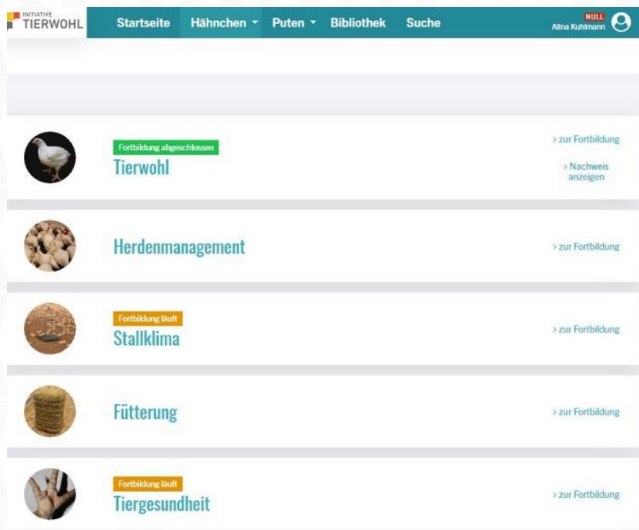 INITIATIVE
TIERWOHL
Startseite Hähnchen Puten Bibliothek Suche
NULL
Alina Kuhlmann
Fortbildung abgeschlossen
Tierwohl
> zur Fortbildung
> Nachweis
anzeigen
Herdenmanagement
> zur Fortbildung
Fortbildung läuft
Stallklima
> zur Fortbildung
Fütterung
> zur Fortbildung
Fortbildung läuft
Tiergesundheit
> zur Fortbildung